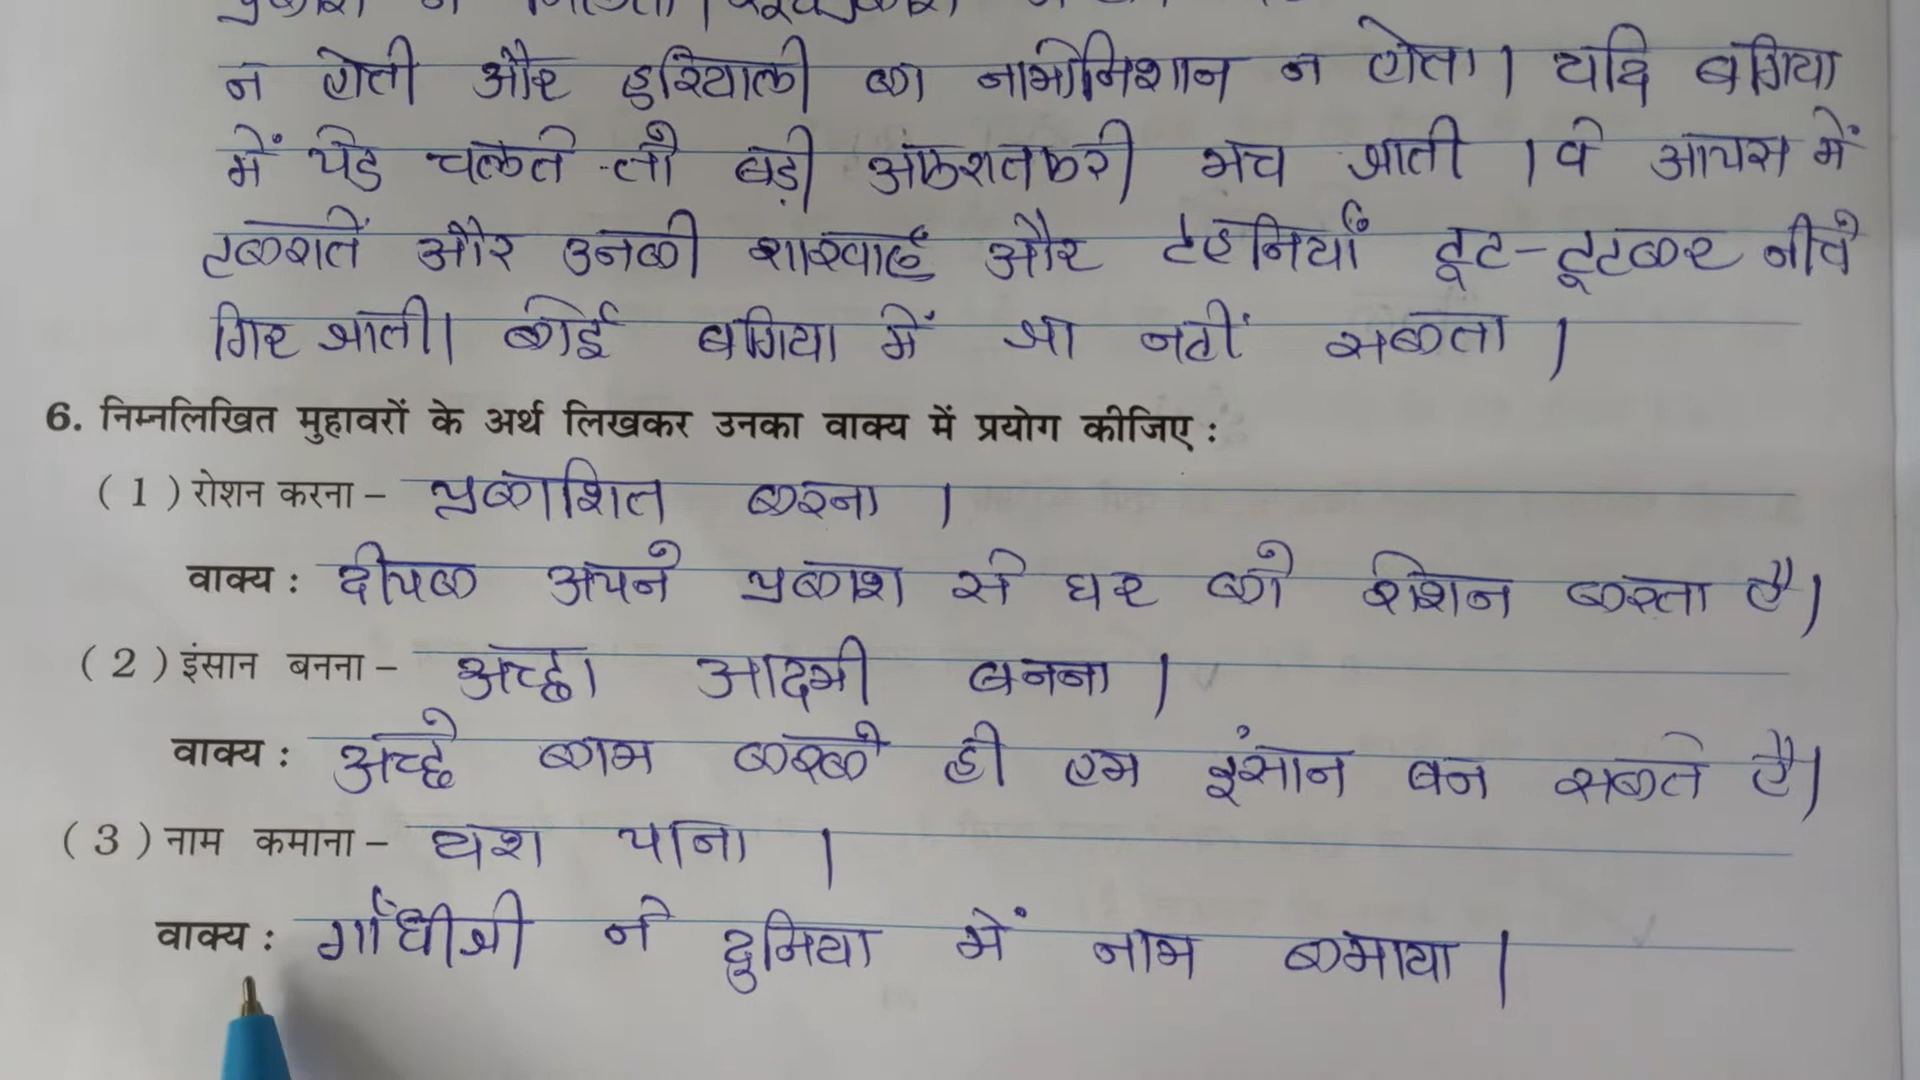 न होती और हरियाली का नामोनिशान न होता। यदि बगिया
में पेड़ चलते तो बड़ी मच जाती । वे आपस में
टकराते और उनकी शाखाएँ और टहनियाँ टूट-टूटकर नीचे
गिर जाती। कोई बगिया में जा नहीं सकता ।
6. निम्नलिखित मुहावरों के अर्थ लिखकर उनका वाक्य में प्रयोग कीजिए :
( 1 ) रोशन करना – प्रकाशित करना ।
वाक्य : दीपक अपने प्रकाश से घर को रोशन करता है।
( 2 ) इंसान बनना – अच्छा आदमी बनना ।
वाक्य : अच्छे काम करके ही हम इंसान बन सकते है।
( 3 ) नाम कमाना – यश पाना ।
वाक्य : गाँधीजी ने दुनिया में नाम कमाया ।